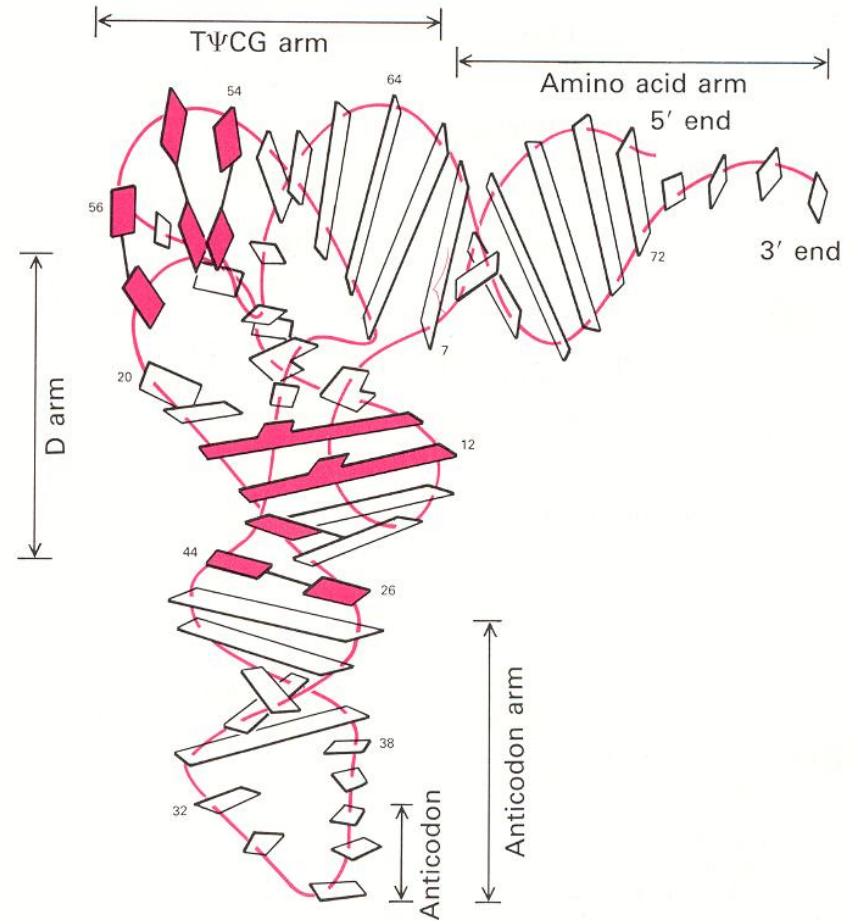 TΨCG arm
Amino acid arm
54
64
5' end
56
3' end
72
7
20
D arm
12
44
26
Anticodon arm
38
32
Anticodon